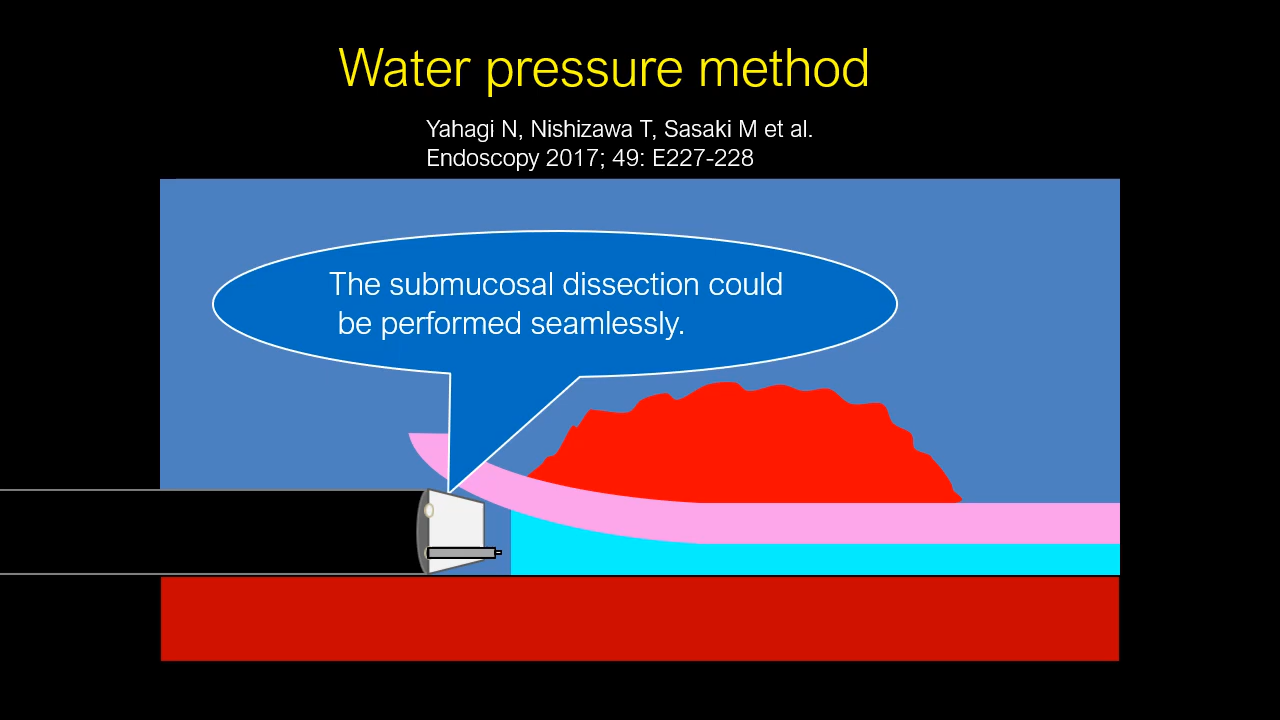 Water pressure method
Yahagi N, Nishizawa T, Sasaki M et al.
Endoscopy 2017; 49: E227-228
The submucosal dissection could
be performed seamlessly.